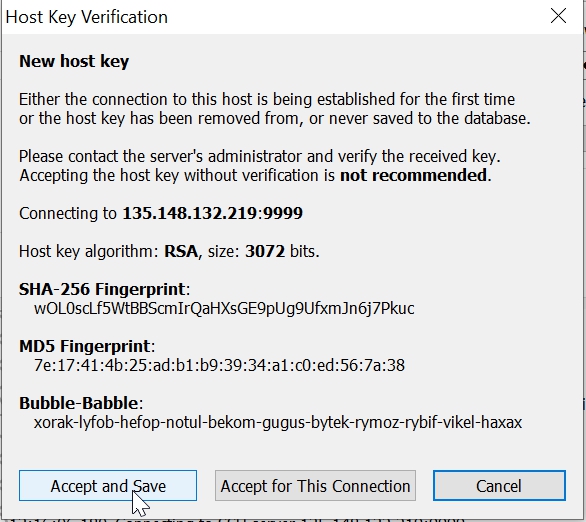 Host Key Verification
New host key
Either the connection to this host is being established for the first time
or the host key has been removed from, or never saved to the database.
Please contact the server's administrator and verify the received key.
Accepting the host key without verification is not recommended.
Connecting to 135.148.132.219:9999
Host key algorithm: RSA, size: 3072 bits.
SHA-256 Fingerprint:
wOL0scLf5WtBBScmIrQaHXsGE9pUg9UfxmJn6j7Pkuc
MD5 Fingerprint:
7e:17:41:4b:25:ad:b1:b9:39:34:a1:c0:ed:56:7a:38
Bubble-Babble:
xorak-lyfob-hefop-notul-bekom-gugus-bytek-rymoz-rybif-vikel-haxax
Accept and Save
Accept for This Connection
Cancel